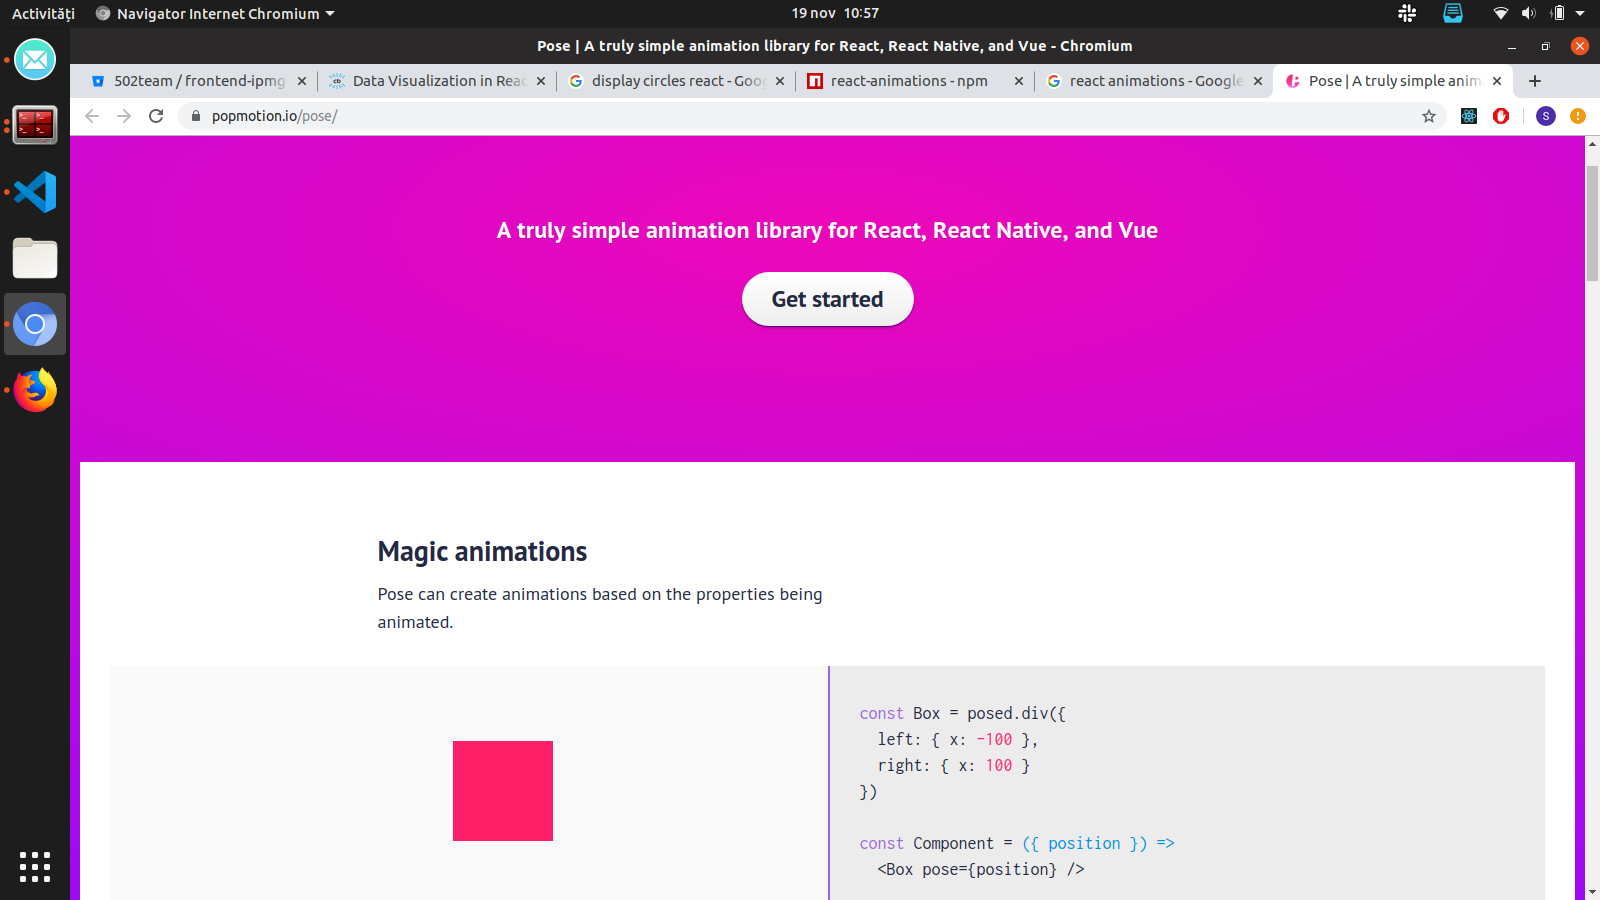 Activități
Navigator Internet Chromium
19 nov 10:57
Pose | A truly simple animation library for React, React Native, and Vue - Chromium
502team / frontend-ipmg
Data Visualization in Reac
display circles react - Goog
react-animations - npm
react animations - Google
Pose | A truly simple anim
popmotion.io/pose/
S
A truly simple animation library for React, React Native, and Vue
Get started
Magic animations
Pose can create animations based on the properties being
animated.
const Box = posed.div({
left: { x: -100 },
right: { x: 100 }
})
const Component = ({ position }) =>
<Box pose={position} />